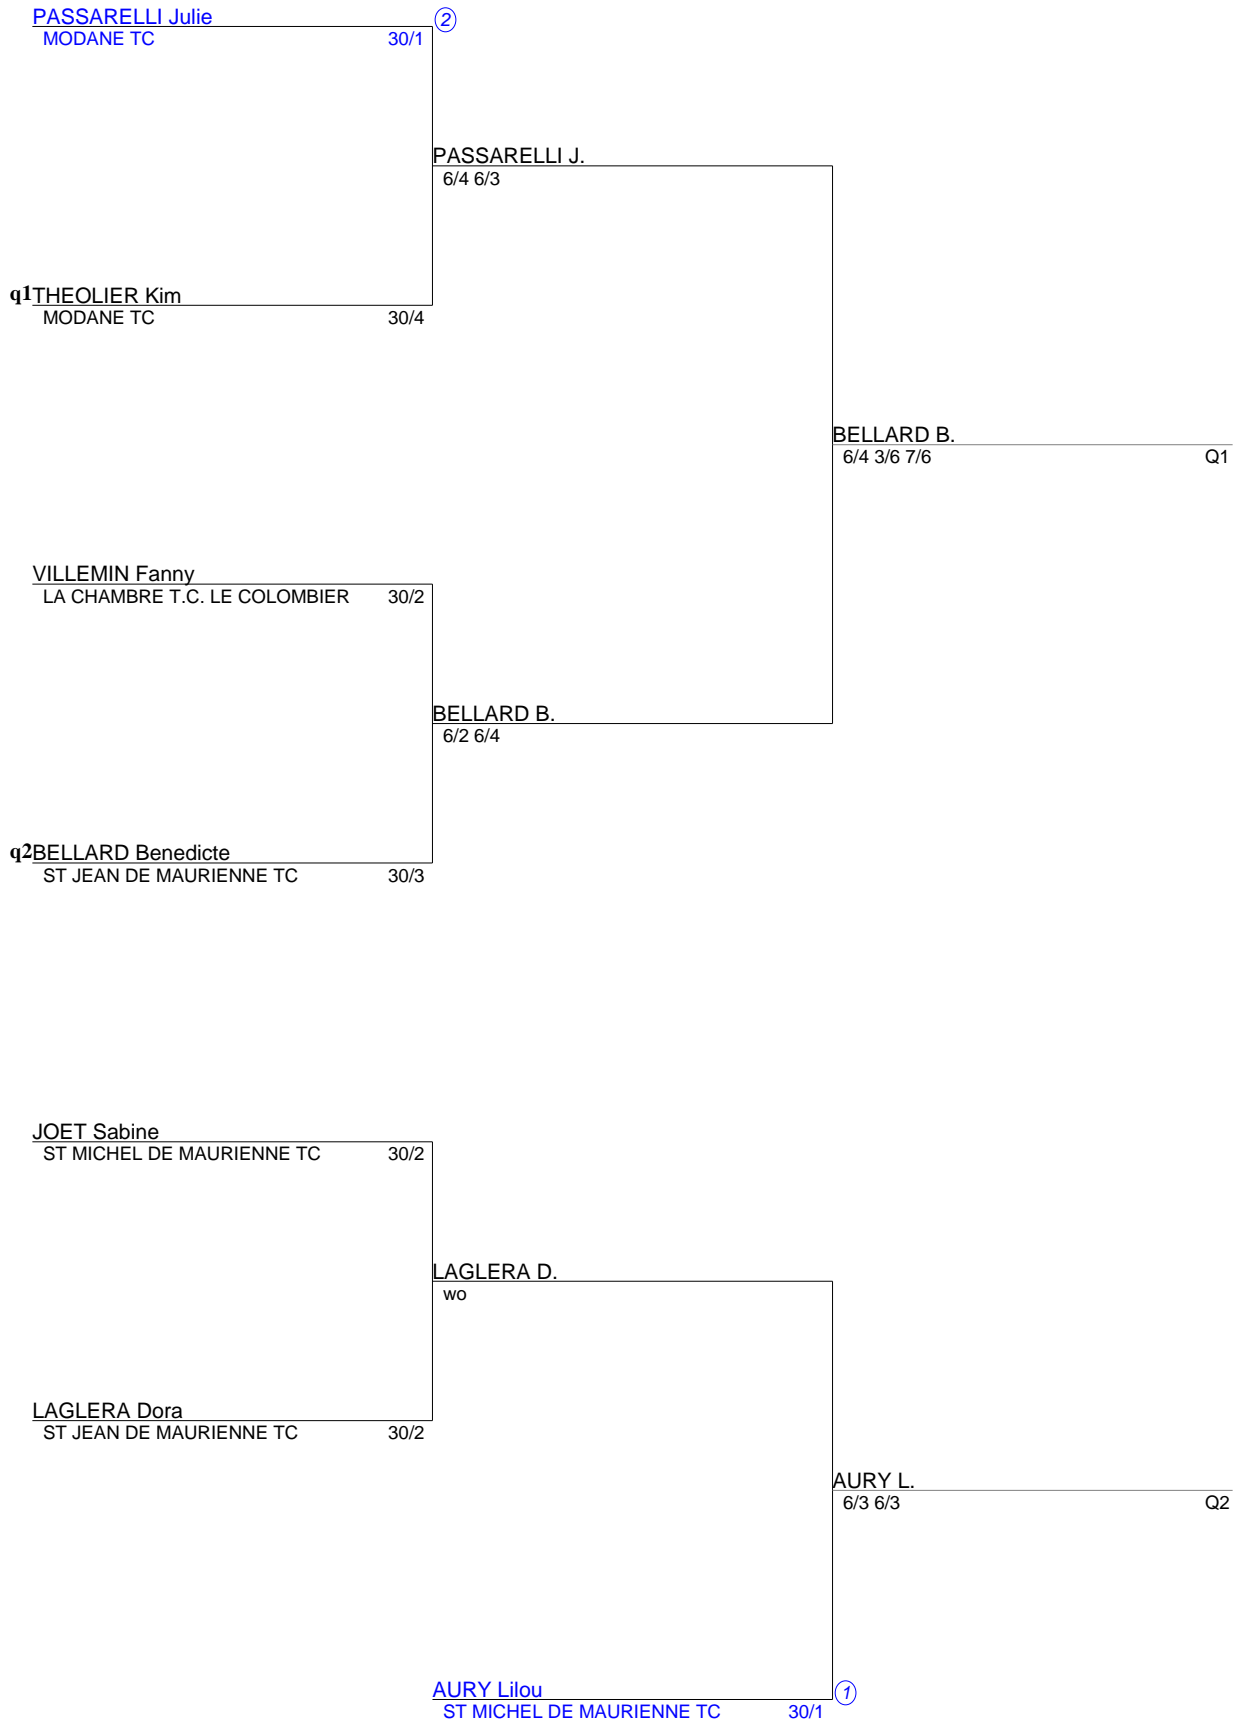 PASSARELLI Julie 2
MODANE TC 30/1
PASSARELLI J.
6/4 6/3
q1 THEOLIER Kim
MODANE TC 30/4
BELLARD B.
6/4 3/6 7/6 Q1
VILLEMIN Fanny
LA CHAMBRE T.C. LE COLOMBIER 30/2
BELLARD B.
6/2 6/4
q2 BELLARD Benedicte
ST JEAN DE MAURIENNE TC 30/3
JOET Sabine
ST MICHEL DE MAURIENNE TC 30/2
LAGLERA D.
wo
LAGLERA Dora
ST JEAN DE MAURIENNE TC 30/2
AURY L.
6/3 6/3 Q2
AURY Lilou 1
ST MICHEL DE MAURIENNE TC 30/1